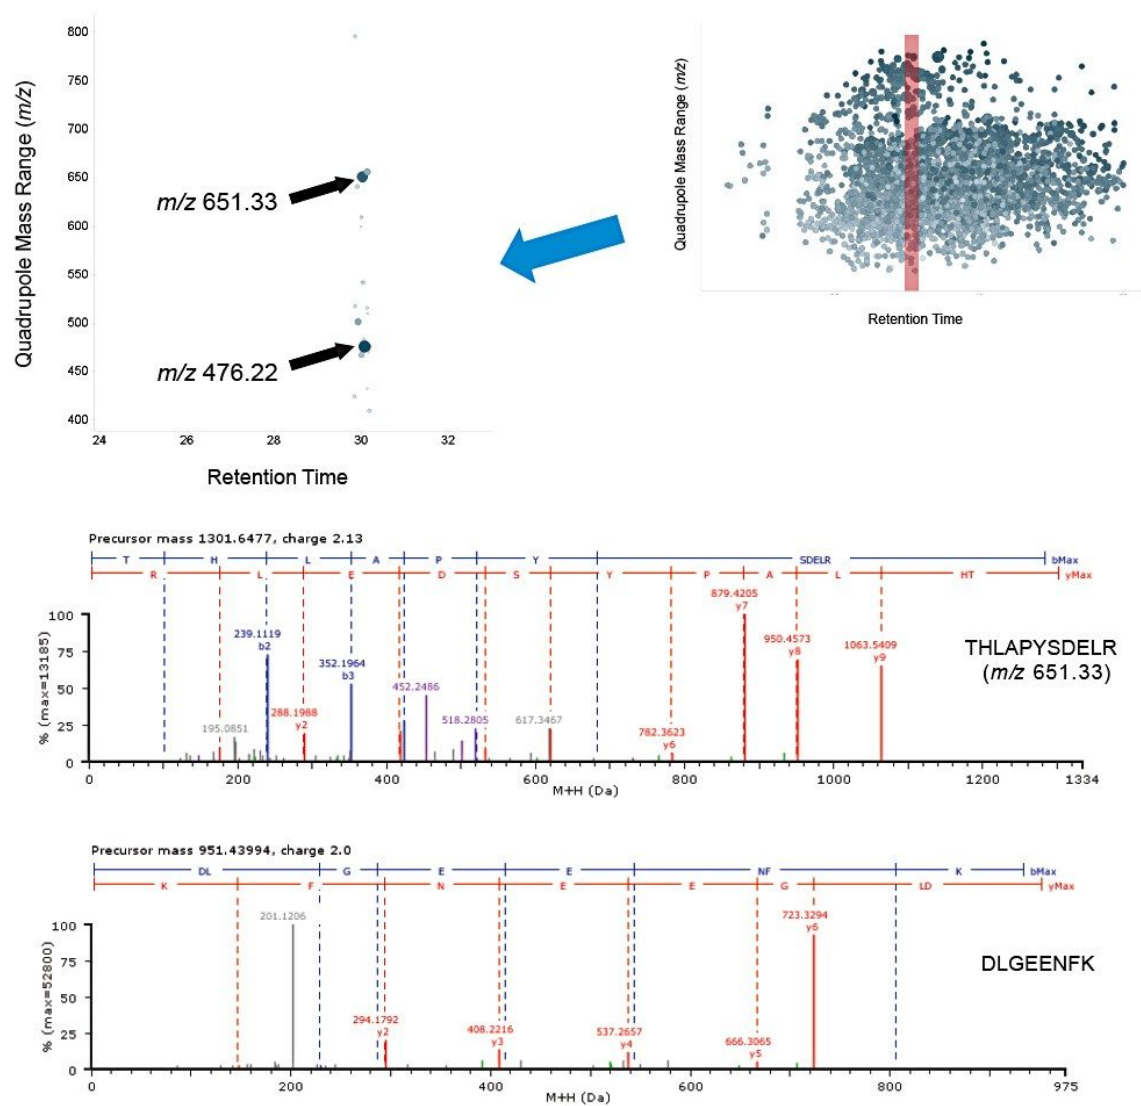 Quadrupole Mass Range (m/z)
800
750
700
650
600
550
500
450
400
m/z 651.33
m/z 476.22
24 26 28 30 32
Retention Time
Quadrupole Mass Range (m/z)
Retention Time
Precursor mass 1301.6477, charge 2.13
T H L A P Y SDELR bMax
R L E D S Y P A L HT yMax
% (max=13185)
100
75
50
25
0
195.0851
239.1119
b2
288.1988
y2
352.1964
b3
452.2486
518.2805
617.3467
782.3623
y6
879.4205
y7
950.4573
y8
1063.5409
y9
0 200 400 600 800 1000 1200 1334
M+H (Da)
THLAPYSDELR
(m/z 651.33)
Precursor mass 951.43994, charge 2.0
DL G E E NF K bMax
K F N E E G LD yMax
% (max=52800)
100
75
50
25
0
201.1206
294.1792
y2
408.2216
y3
537.2657
y4
666.3065
y5
723.3294
y6
0 200 400 600 800 975
M+H (Da)
DLGEENFK